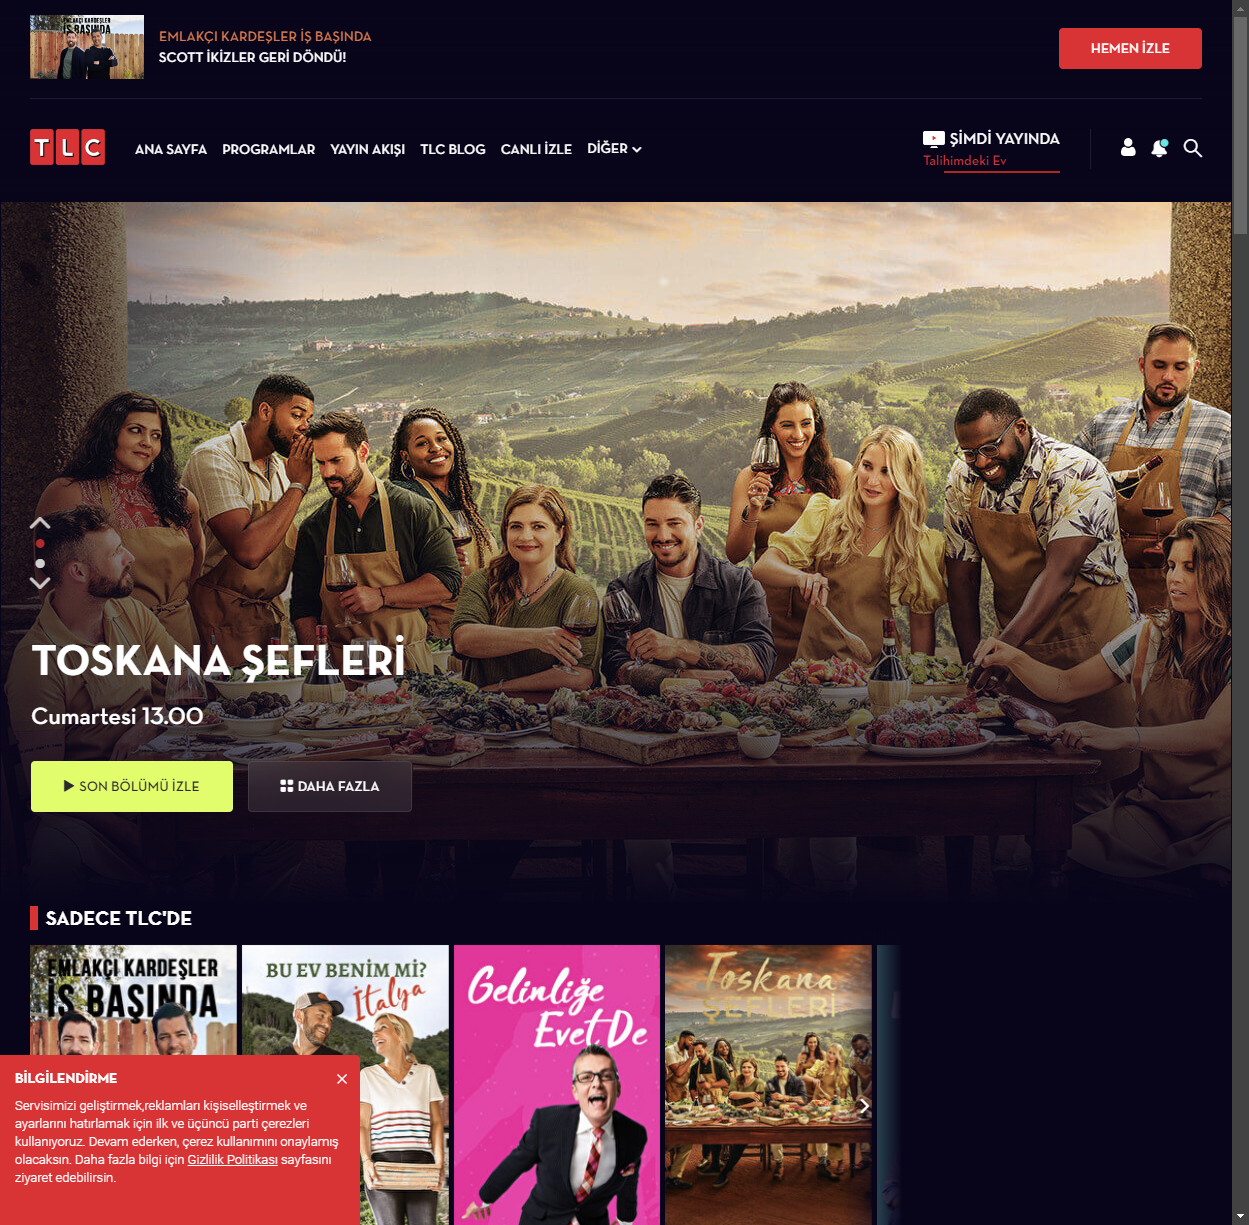 EMLAKÇI KARDEŞLER
İŞ BAŞINDA
EMLAKÇI KARDEŞLER İŞ BAŞINDA
SCOTT İKİZLER GERİ DÖNDÜ!
HEMEN İZLE
TLC
ANA SAYFA
PROGRAMLAR
YAYIN AKIŞI
TLC BLOG
CANLI İZLE
DİĞER
ŞİMDİ YAYINDA
Talihimdeki Ev
TOSKANA ŞEFLERİ
Cumartesi 13.00
SON BÖLÜMÜ İZLE
DAHA FAZLA
SADECE TLC'DE
EMLAKÇI KARDEŞLER
İŞ BAŞINDA
BU EV BENİM Mİ?
İtalya
Gelinliğe
Evet De
Toskana
ŞEFLERİ
BİLGİLENDİRME
Servisimizi geliştirmek,reklamları kişiselleştirmek ve
ayarlarını hatırlamak için ilk ve üçüncü parti çerezleri
kullanıyoruz. Devam ederken, çerez kullanımını onaylamış
olacaksın. Daha fazla bilgi için Gizlilik Politikası sayfasını
ziyaret edebilirsin.